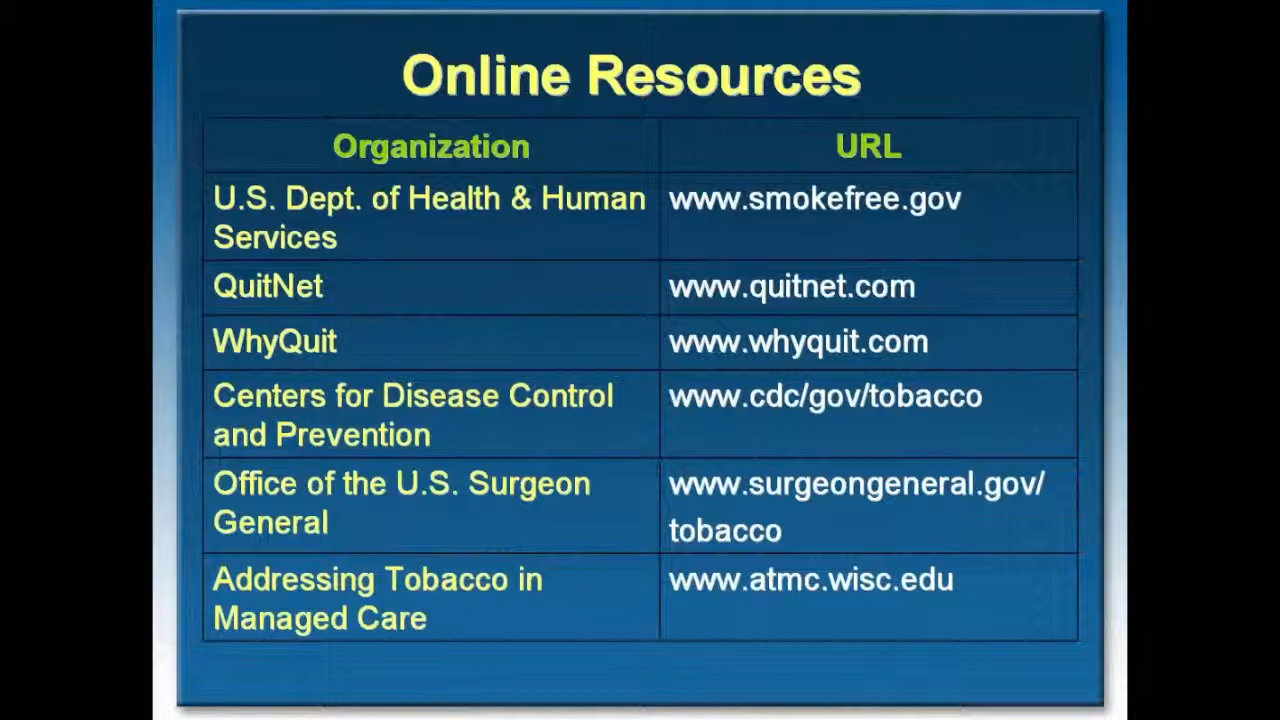 Online Resources
Organization URL
U.S. Dept. of Health & Human www.smokefree.gov
Services
QuitNet www.quitnet.com
WhyQuit www.whyquit.com
Centers for Disease Control www.cdc/gov/tobacco
and Prevention
Office of the U.S. Surgeon www.surgeongeneral.gov/
General tobacco
Addressing Tobacco in www.atmc.wisc.edu
Managed Care